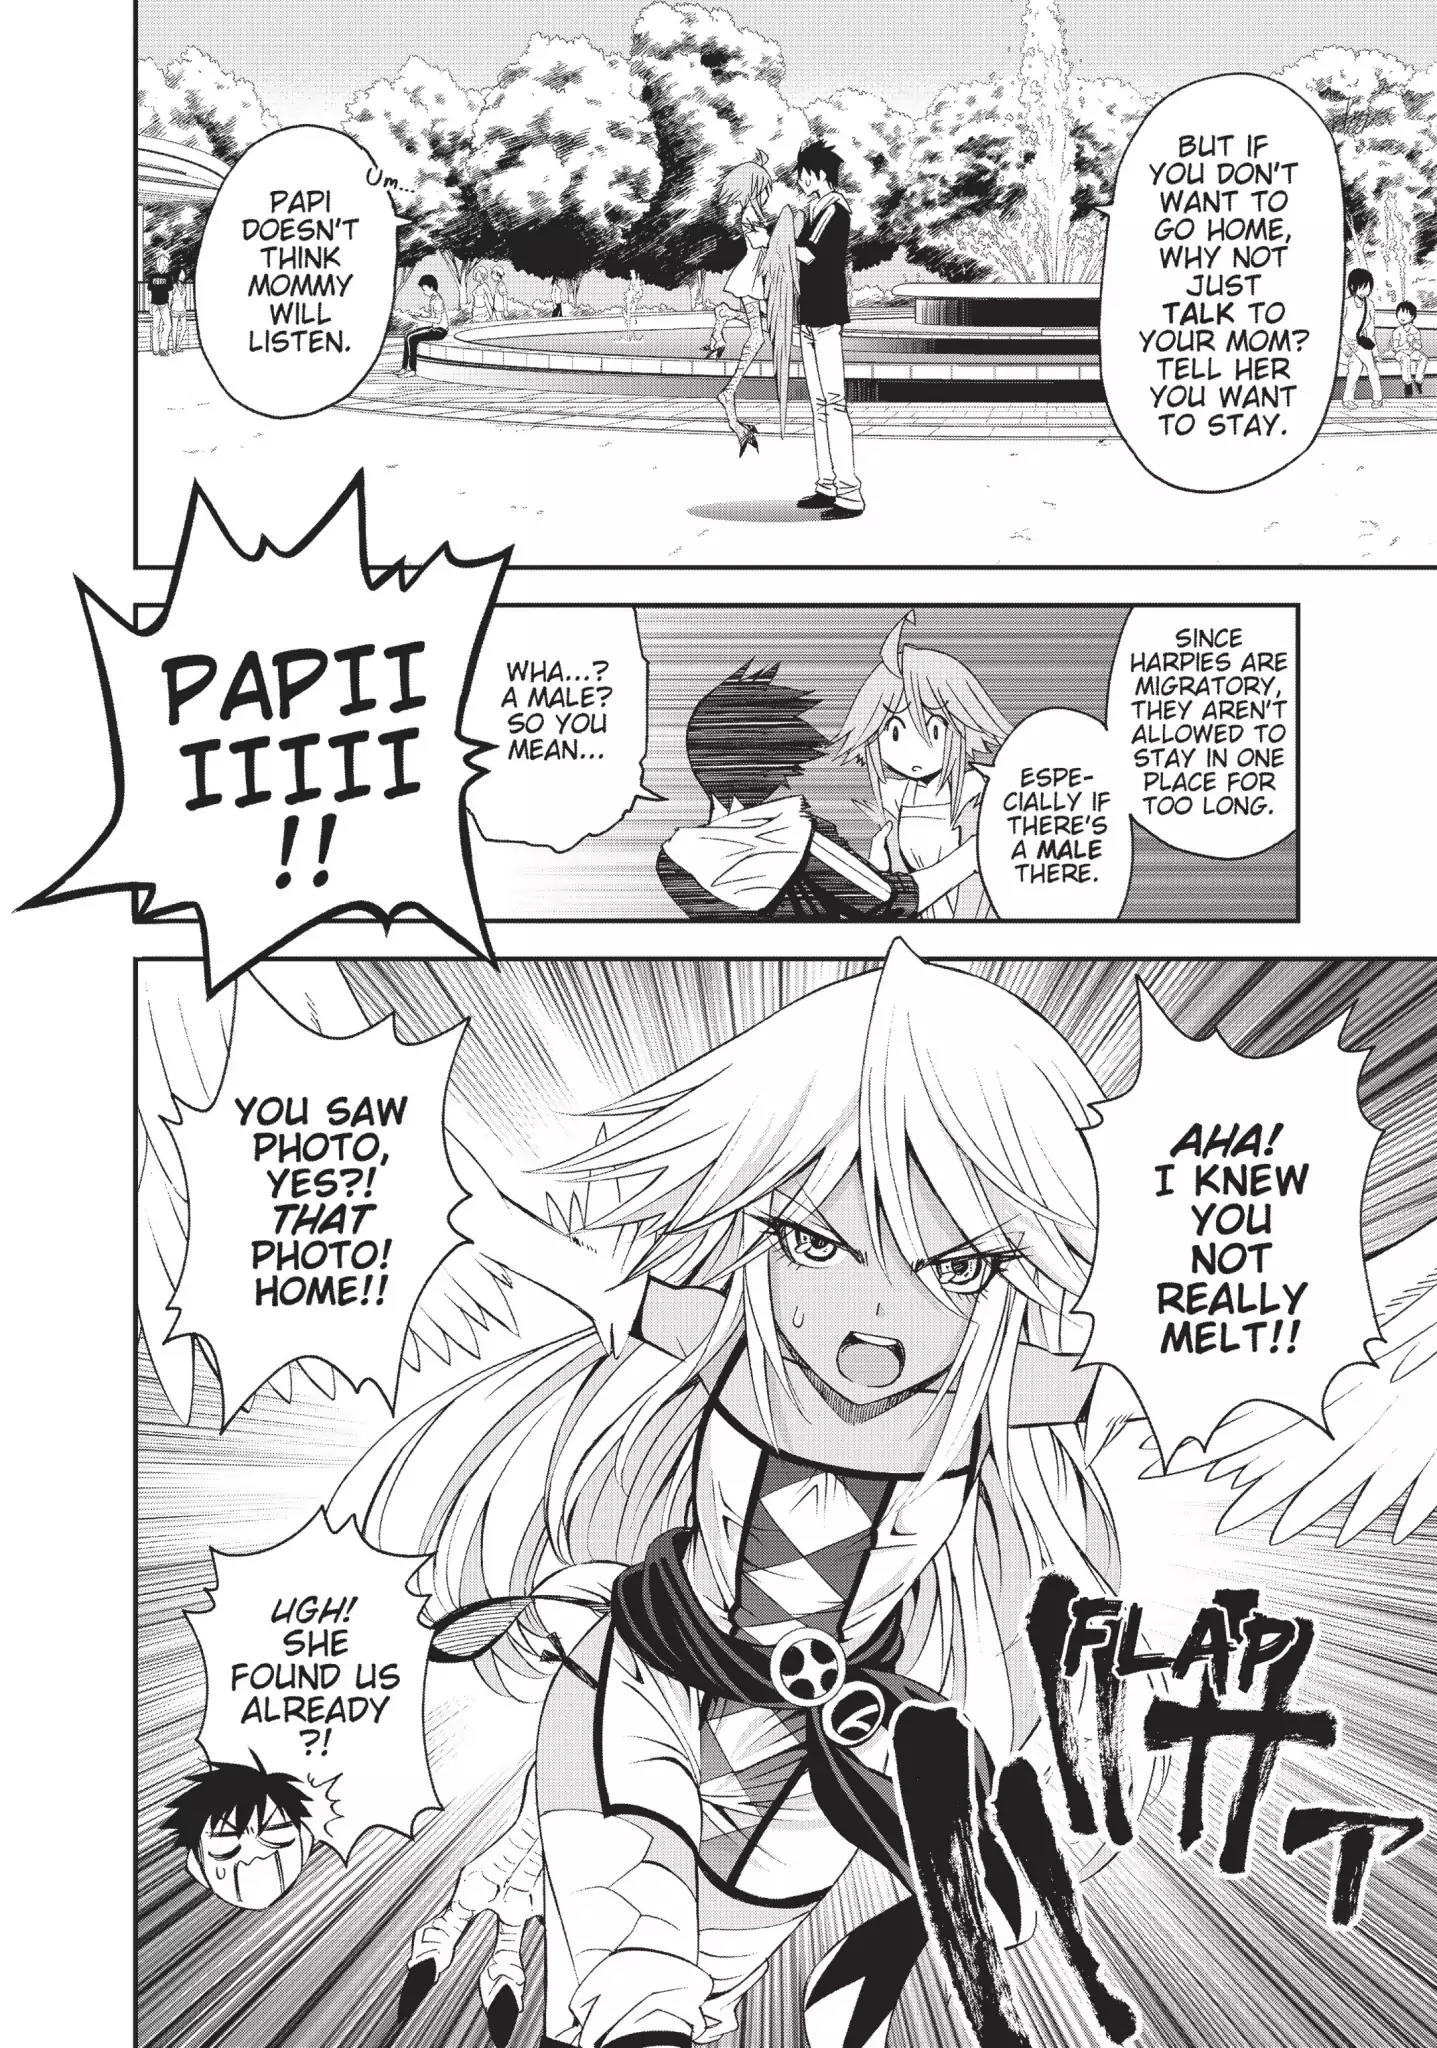 BUT IF
YOU DON'T
WANT TO
GO HOME,
WHY NOT
JUST
TALK TO
YOUR MOM?
TELL HER
YOU WANT
TO STAY.
Um...
PAPI
DOESN'T
THINK
MOMMY
WILL
LISTEN.
SINCE
HARPIES ARE
MIGRATORY,
THEY AREN'T
ALLOWED TO
STAY IN ONE
PLACE FOR
TOO LONG.
ESPE-
CIALLY IF
THERE'S
A MALE
THERE.
WHA...?
A MALE?
SO YOU
MEAN...
PAPII
IIIII
!!
AHA!
I KNEW
YOU
NOT
REALLY
MELT!!
YOU SAW
PHOTO,
YES?!
THAT
PHOTO!
HOME!!
FLAP
UGH!
SHE
FOUND US
ALREADY
?!